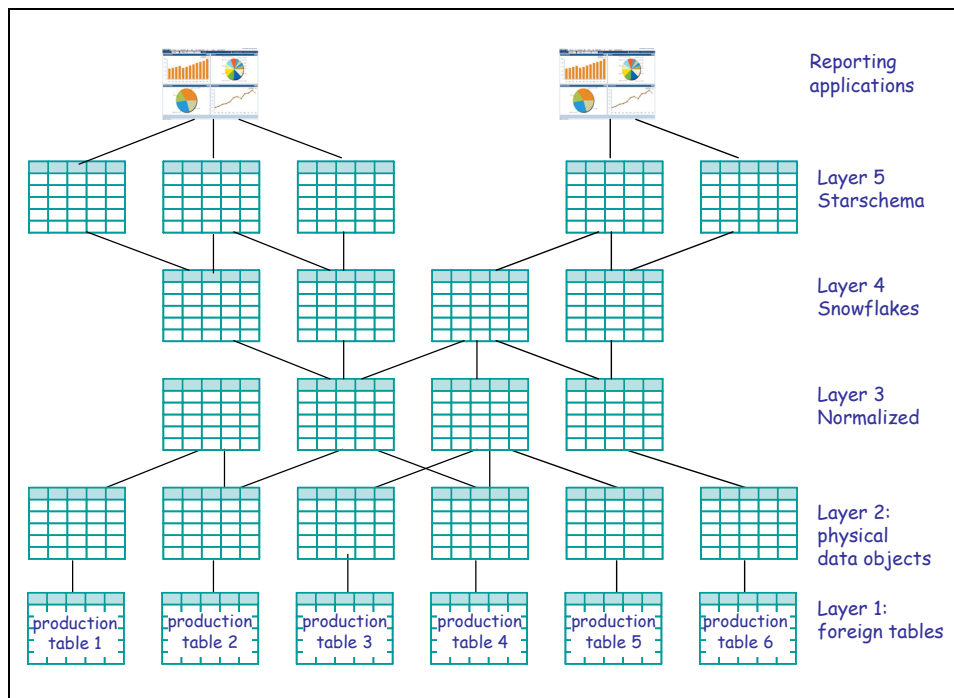 Reporting
applications
Layer 5
Starschema
Layer 4
Snowflakes
Layer 3
Normalized
Layer 2:
physical
data objects
production
table 1
production
table 2
production
table 3
production
table 4
production
table 5
production
table 6
Layer 1:
foreign tables